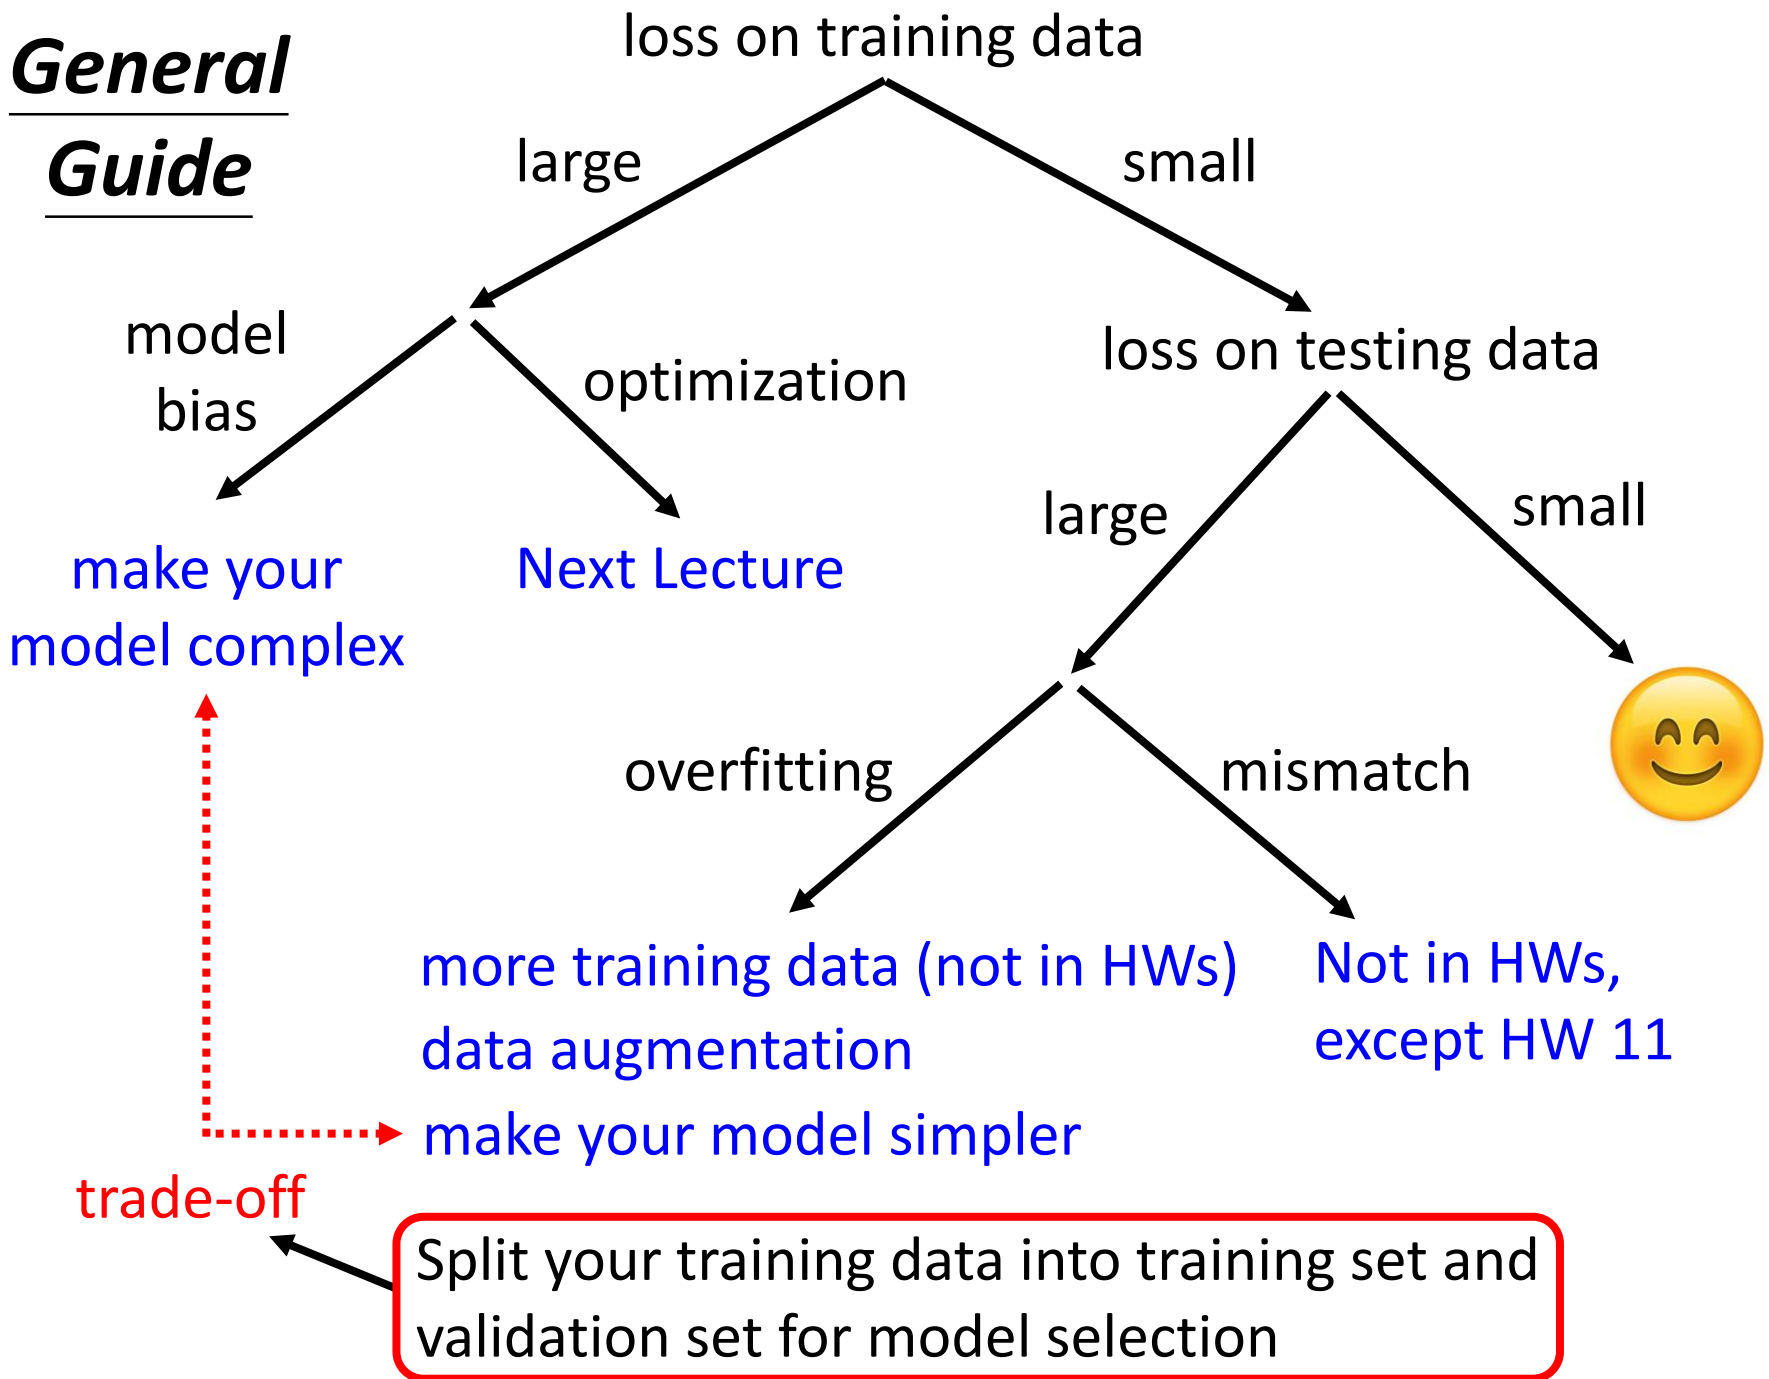 General
Guide
loss on training data
large
small
model
bias
optimization
loss on testing data
make your
model complex
Next Lecture
large
small
overfitting
mismatch
more training data (not in HWs)
data augmentation
make your model simpler
Not in HWs,
except HW 11
trade-off
Split your training data into training set and
validation set for model selection